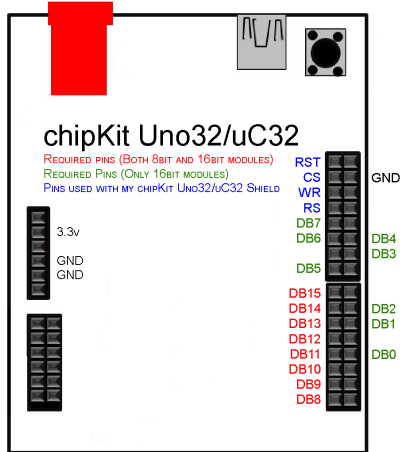 chipKit Uno32/uC32
Required pins (Both 8bit and 16bit modules)
Required Pins (Only 16bit modules)
Pins used with my chipKit Uno32/uC32 Shield
RST
CS GND
WR
RS
DB7
DB6 DB4
DB3
DB5
3.3v
GND
GND
DB15
DB14 DB2
DB13 DB1
DB12
DB11 DB0
DB10
DB9
DB8